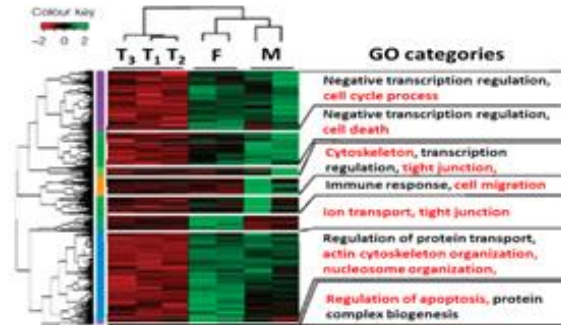 Colour key
-2 0 2
T3 T1 T2 F M GO categories
Negative transcription regulation,
cell cycle process
Negative transcription regulation,
cell death
Cytoskeleton, transcription
regulation, tight junction,
Immune response, cell migration
Ion transport, tight junction
Regulation of protein transport,
actin cytoskeleton organization,
nucleosome organization,
Regulation of apoptosis, protein
complex biogenesis